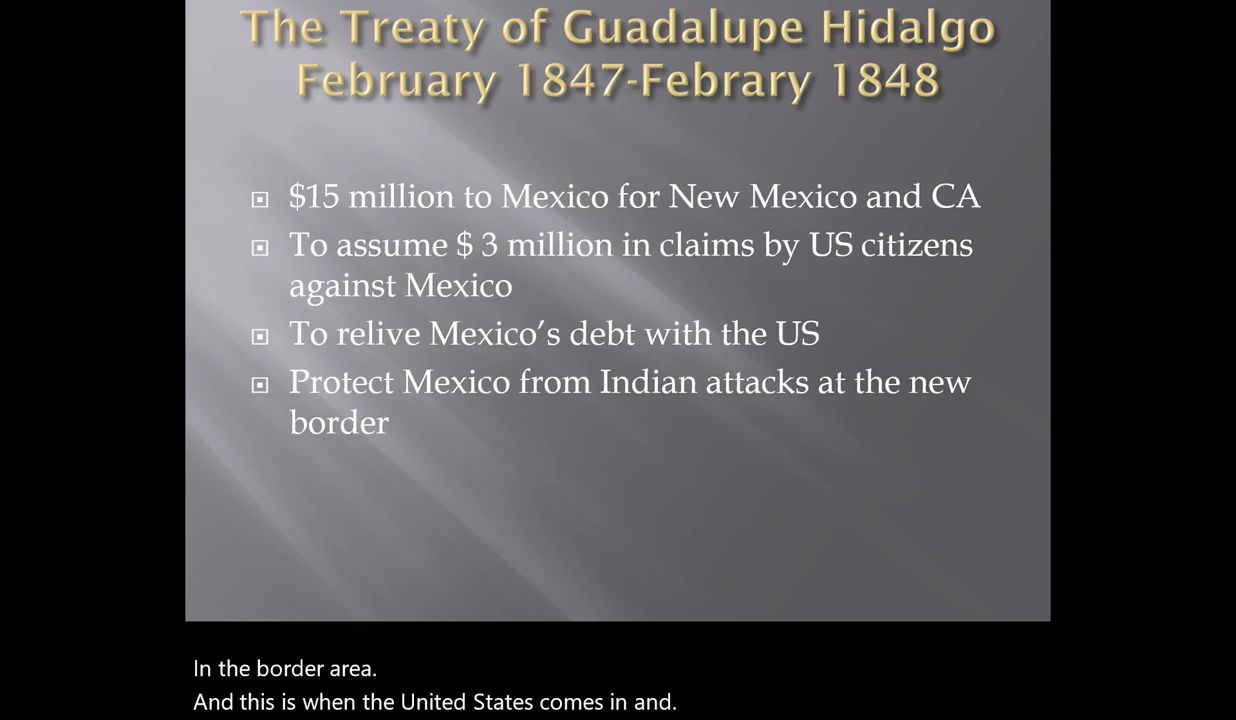 The Treaty of Guadalupe Hidalgo
February 1847-Febrary 1848
$15 million to Mexico for New Mexico and CA
To assume $ 3 million in claims by US citizens
against Mexico
To relive Mexico’s debt with the US
Protect Mexico from Indian attacks at the new
border
In the border area.
And this is when the United States comes in and.